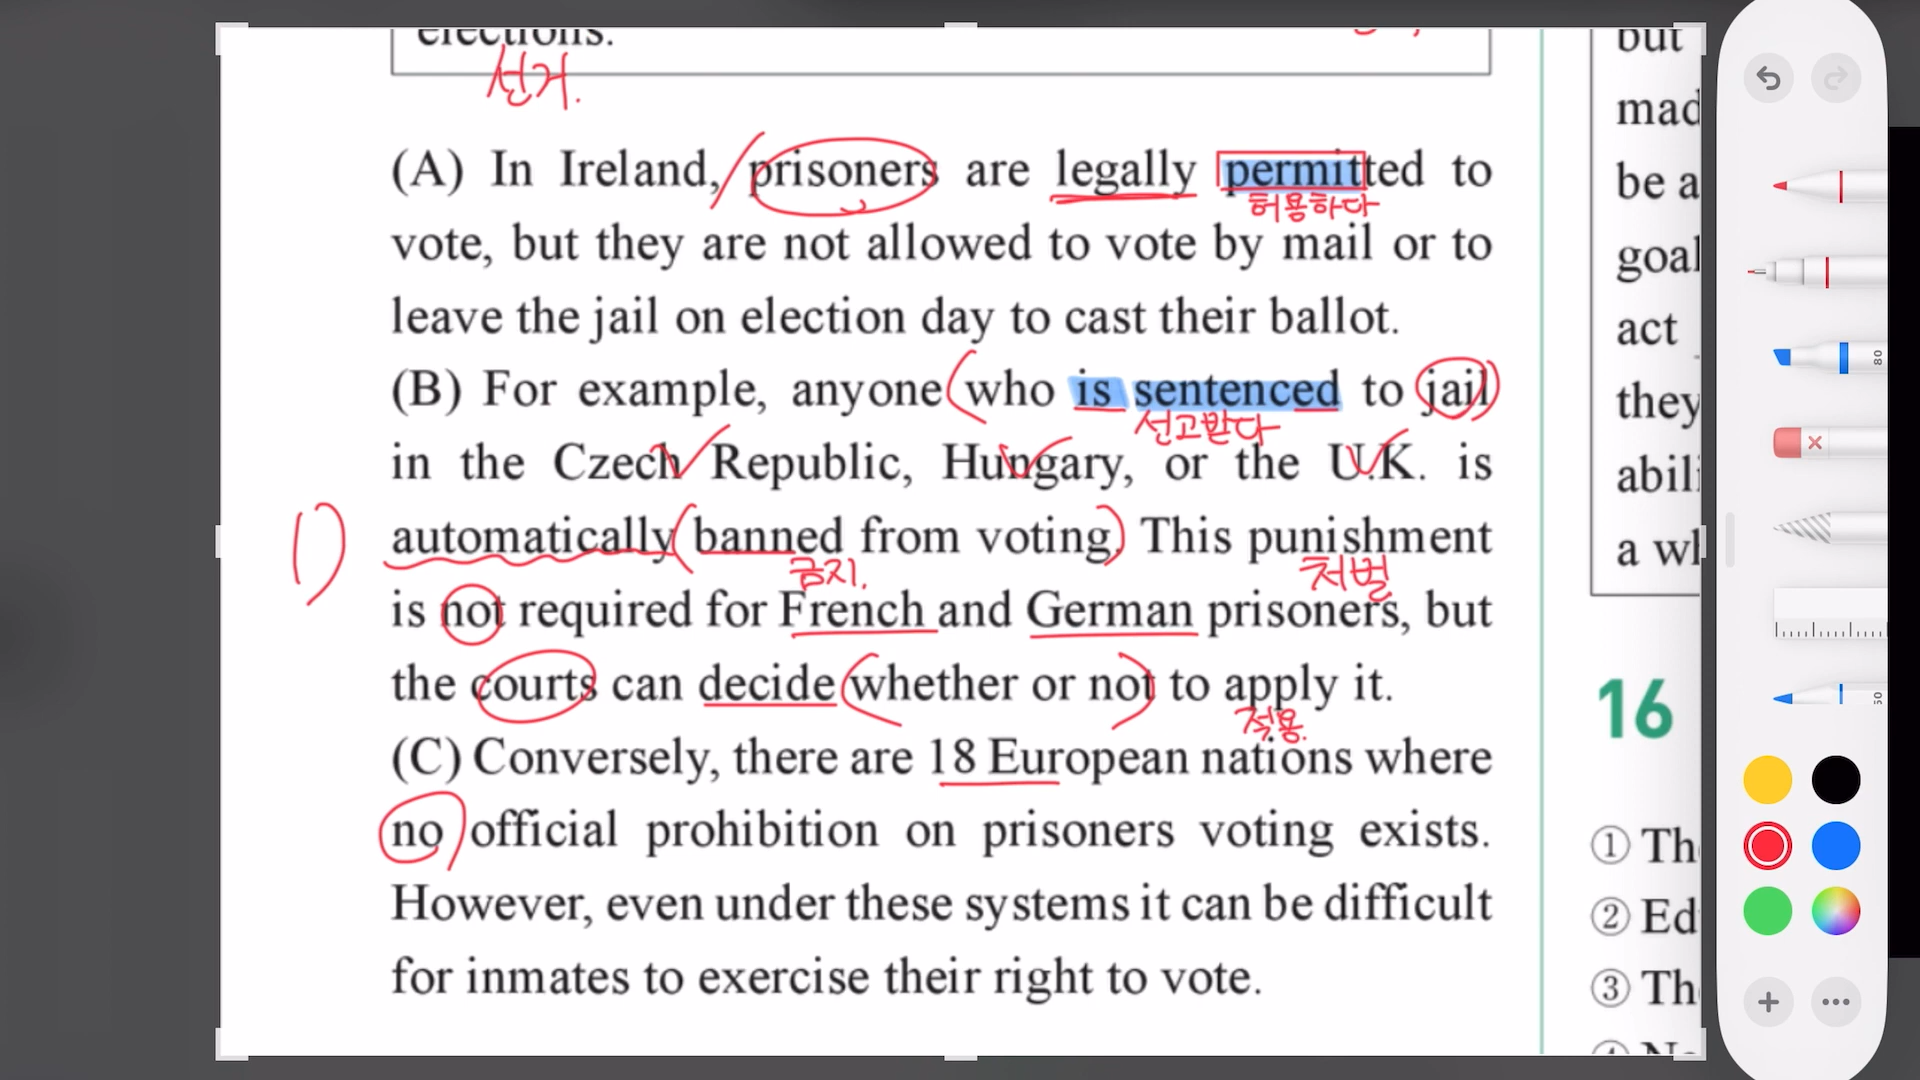 elections.
선거.
(A) In Ireland, prisoners are legally permitted to
허용하다
vote, but they are not allowed to vote by mail or to
leave the jail on election day to cast their ballot.
(B) For example, anyone who is sentenced to jail
선고받다
in the Czech Republic, Hungary, or the U.K. is
1)
automatically banned from voting. This punishment
금지. 처벌
is not required for French and German prisoners, but
the courts can decide whether or not to apply it.
적용.
(C) Conversely, there are 18 European nations where
no official prohibition on prisoners voting exists.
However, even under these systems it can be difficult
for inmates to exercise their right to vote.
but
mad
be a
goal
act
they
abili
a wh
16
① Th
② Ed
③ Th
80
50